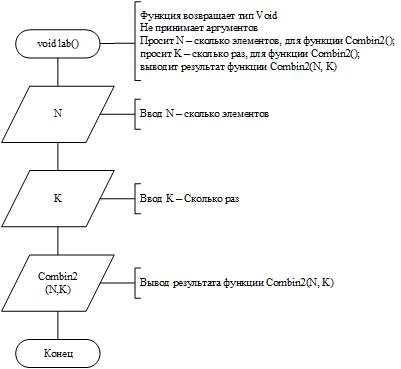 void lab()
Функция возвращает тип Void
Не принимает аргументов
Просит N – сколько элементов, для функции Combin2();
просит K – сколько раз, для функции Combin2();
выводит результат функции Combin2(N, K)
N
Ввод N – сколько элементов
K
Ввод K – Сколько раз
Combin2
(N,K)
Вывод результата функции Combin2(N, K)
Конец